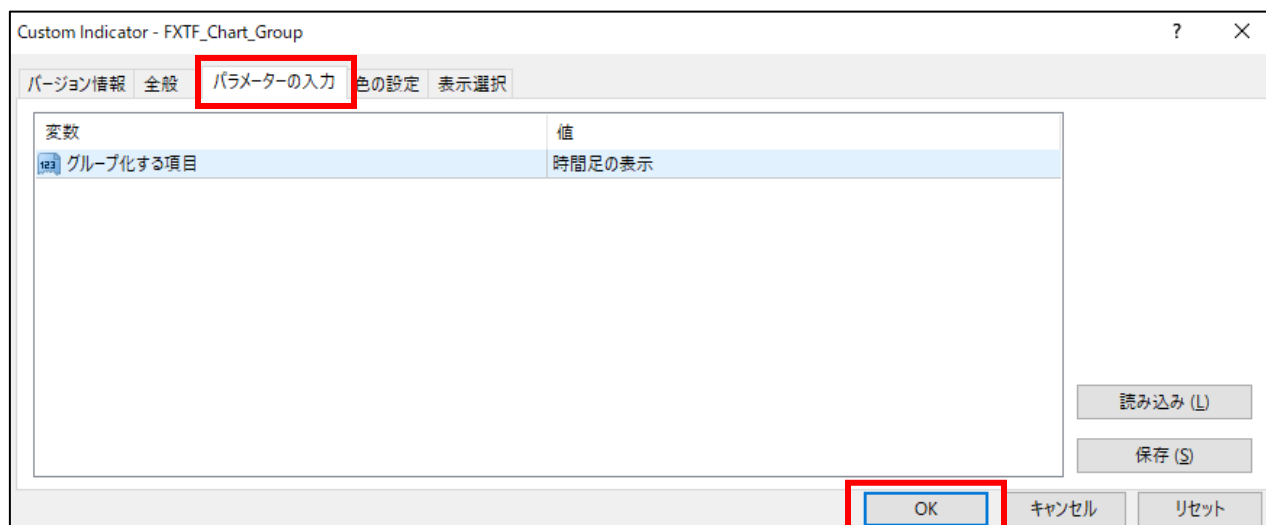 Custom Indicator - FXTF_Chart_Group ?
バージョン情報 全般 パラメーターの入力 色の設定 表示選択
変数 値
123 グループ化する項目 時間足の表示
読み込み (L)
保存 (S)
OK キャンセル リセット